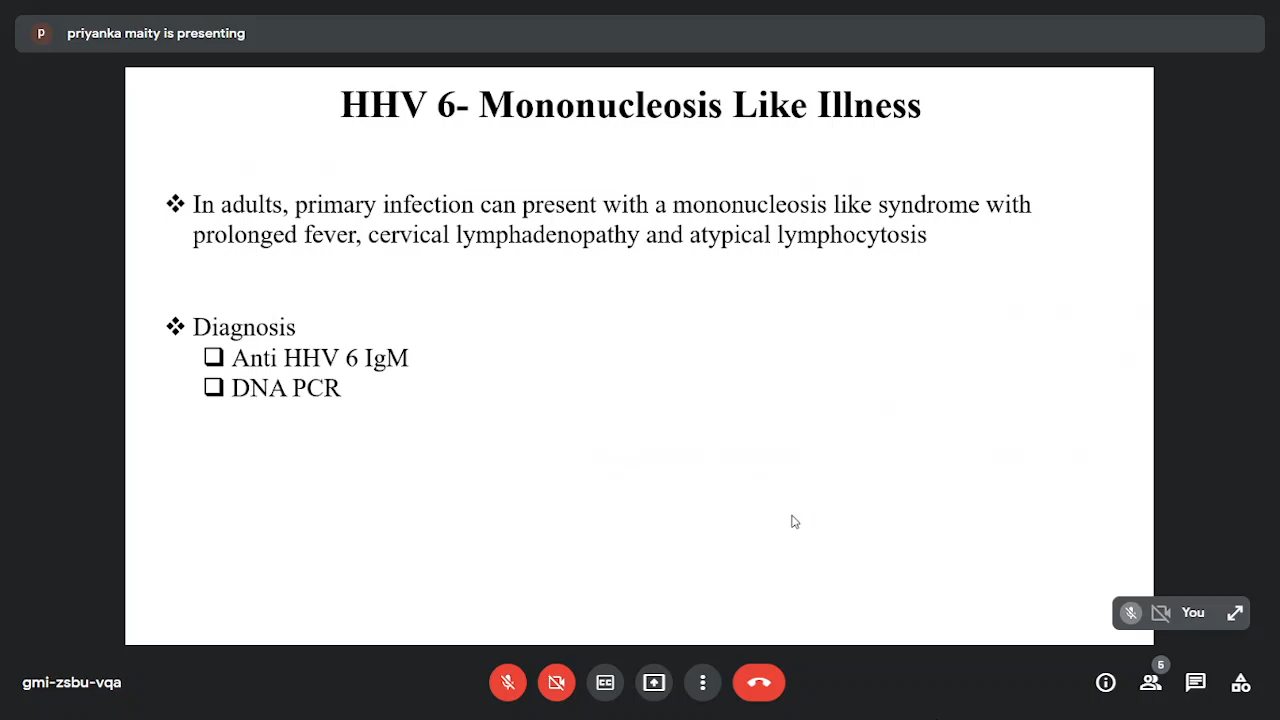 P
priyanka maity is presenting
HHV 6- Mononucleosis Like Illness
In adults, primary infection can present with a mononucleosis like syndrome with
prolonged fever, cervical lymphadenopathy and atypical lymphocytosis
Diagnosis
Anti HHV 6 IgM
DNA PCR
You
gmi-zsbu-vqa
CC
5